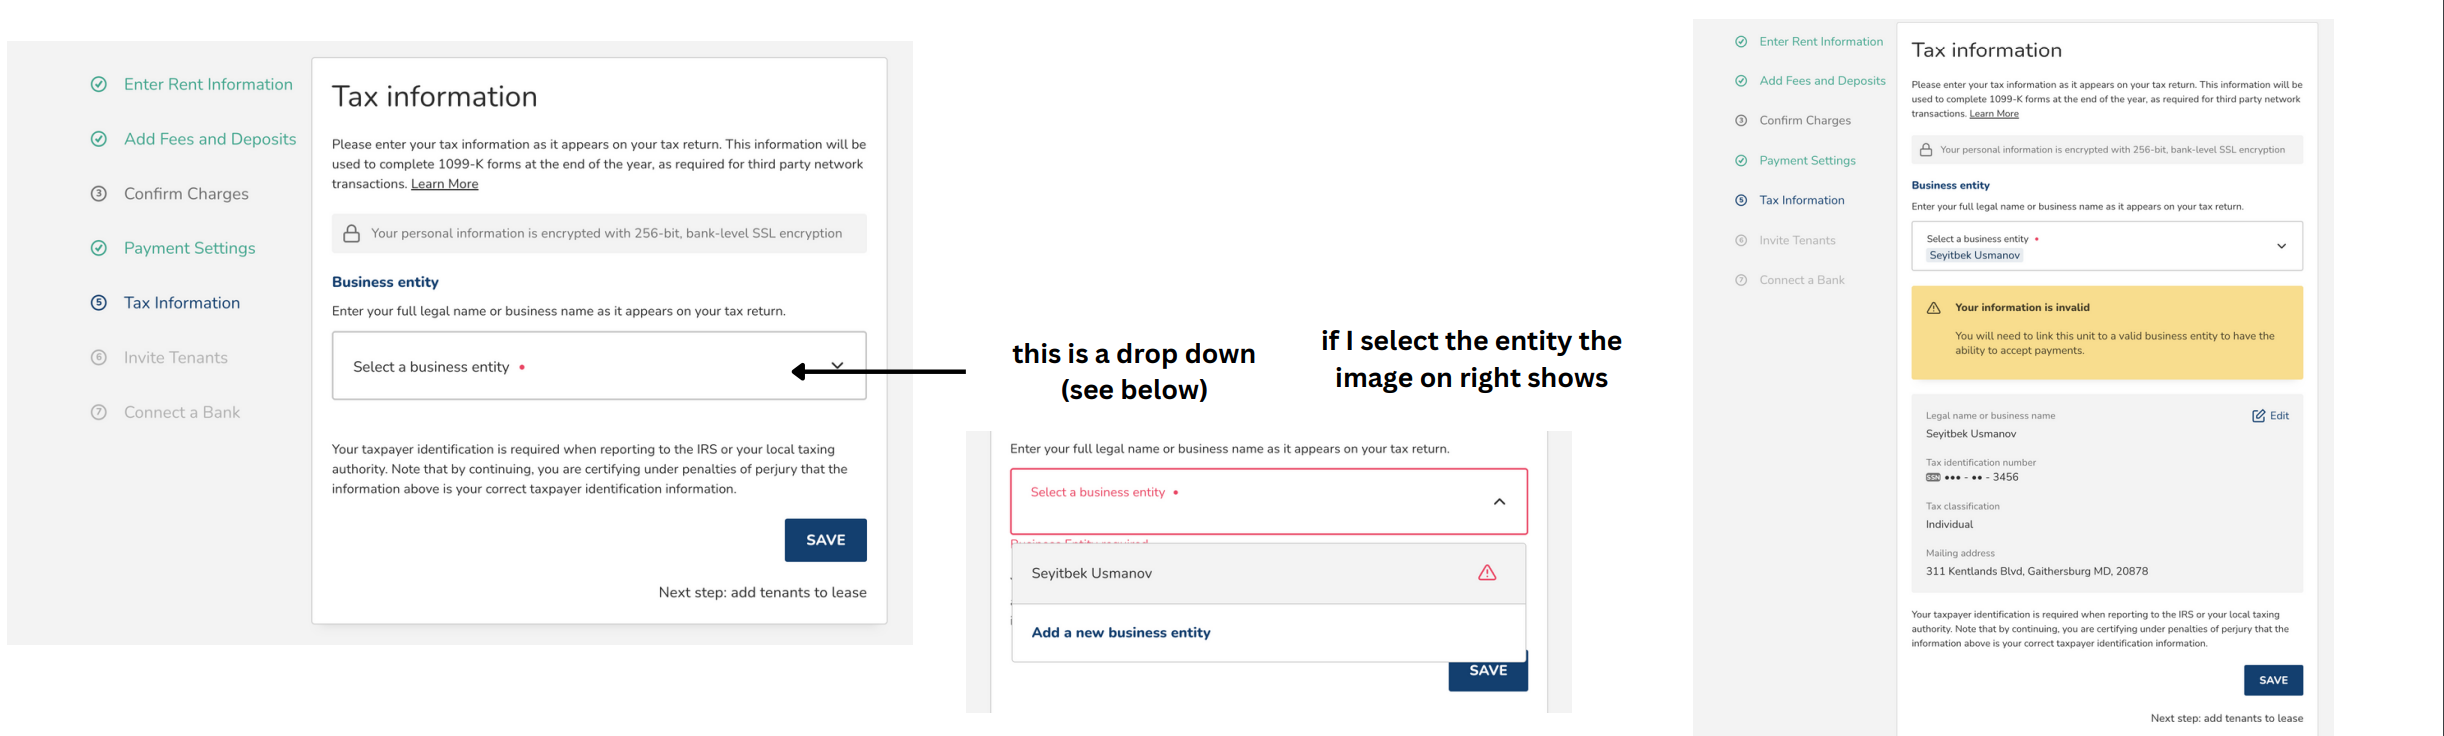 Enter Rent Information
Add Fees and Deposits
3 Confirm Charges
Payment Settings
5 Tax Information
6 Invite Tenants
7 Connect a Bank
Tax information
Please enter your tax information as it appears on your tax return. This information will be
used to complete 1099-K forms at the end of the year, as required for third party network
transactions. Learn More
Your personal information is encrypted with 256-bit, bank-level SSL encryption
Business entity
Enter your full legal name or business name as it appears on your tax return.
Select a business entity •
Your taxpayer identification is required when reporting to the IRS or your local taxing
authority. Note that by continuing, you are certifying under penalties of perjury that the
information above is your correct taxpayer identification information.
SAVE
Next step: add tenants to lease
this is a drop down
(see below)
if I select the entity the
image on right shows
Enter your full legal name or business name as it appears on your tax return.
Select a business entity •
Business Entity required
Seyitbek Usmanov
Add a new business entity
SAVE
Enter Rent Information
Add Fees and Deposits
3 Confirm Charges
Payment Settings
5 Tax Information
6 Invite Tenants
7 Connect a Bank
Tax information
Please enter your tax information as it appears on your tax return. This information will be
used to complete 1099-K forms at the end of the year, as required for third party network
transactions. Learn More
Your personal information is encrypted with 256-bit, bank-level SSL encryption
Business entity
Enter your full legal name or business name as it appears on your tax return.
Select a business entity •
Seyitbek Usmanov
Your information is invalid
You will need to link this unit to a valid business entity to have the
ability to accept payments.
Legal name or business name
Edit
Seyitbek Usmanov
Tax identification number
SSN ••• - •• - 3456
Tax classification
Individual
Mailing address
311 Kentlands Blvd, Gaithersburg MD, 20878
Your taxpayer identification is required when reporting to the IRS or your local taxing
authority. Note that by continuing, you are certifying under penalties of perjury that the
information above is your correct taxpayer identification information.
SAVE
Next step: add tenants to lease